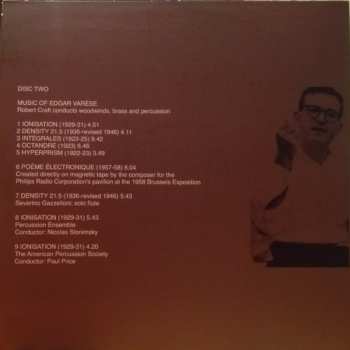 DISC TWO
MUSIC OF EDGAR VARESE
Robert Craft conducts woodwinds, brass and percussion
1 IONISATION (1929-31) 4.51
2 DENSITY 21.5 (1936-revised 1946) 4.11
3 INTEGRALES (1923-25) 9.42
4 OCTANDRE (1923) 6.46
5 HYPERPRISM (1922-23) 3.49
6 POÈME ÉLECTRONIQUE (1957-58) 8.04
Created directly on magnetic tape by the composer for the
Philips Radio Corporation's pavilion at the 1958 Brussels Exposition
7 DENSITY 21.5 (1936-revised 1946) 5.43
Severino Gazzelloni: solo flute
8 IONISATION (1929-31) 5.43
Percussion Ensemble
Conductor: Nicolas Slonimsky
9 IONISATION (1929-31) 4.20
The American Percussion Society
Conductor: Paul Price